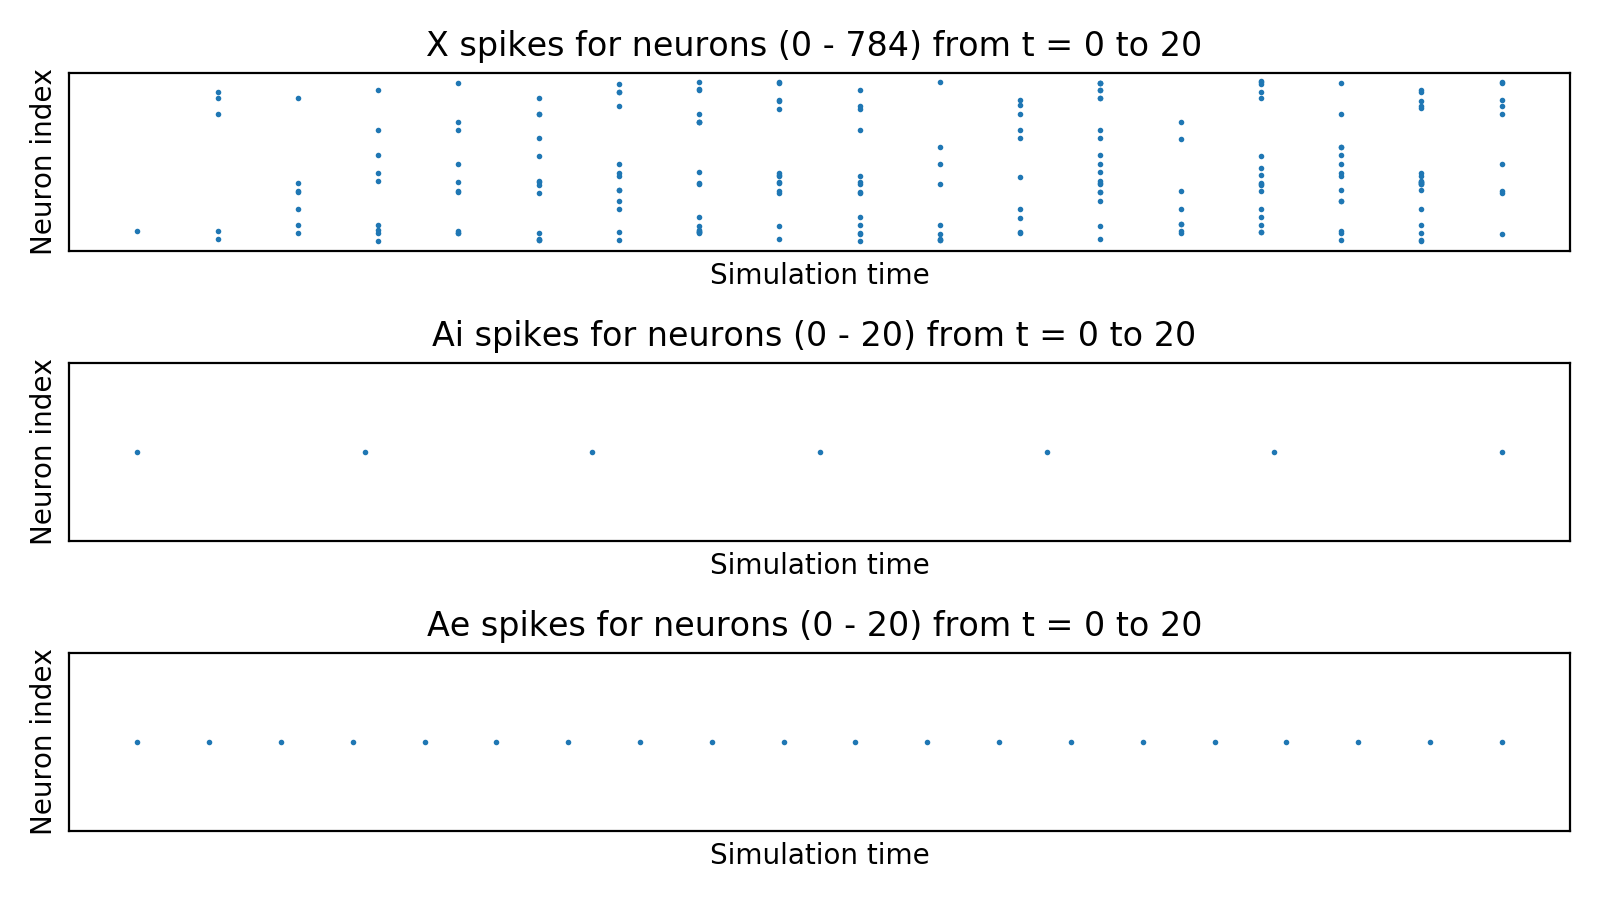 X spikes for neurons (0 - 784) from t = 0 to 20
Neuron index
Simulation time
Ai spikes for neurons (0 - 20) from t = 0 to 20
Neuron index
Simulation time
Ae spikes for neurons (0 - 20) from t = 0 to 20
Neuron index
Simulation time